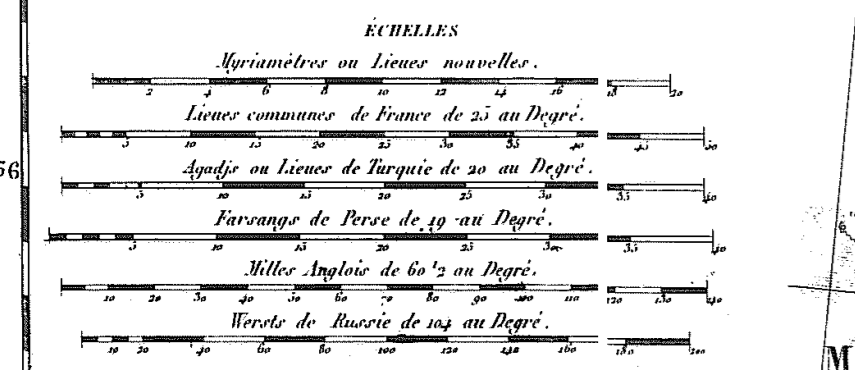 ÉCHELLES
Myriamètres ou Lieues nouvelles.
2 4 6 8 10 12 14 16 18 20
Lieues communes de France de 25 au Degré.
5 10 15 20 25 30 35 40 45 50
56
Agadjs ou Lieues de Turquie de 20 au Degré.
5 10 15 20 25 30 35 40
Farsangs de Perse de 19 au Degré.
5 10 15 20 25 30 35 40
Milles Anglois de 60 1/2 au Degré.
10 20 30 40 50 60 70 80 90 100 110 120 130 140
Wersts de Russie de 104 au Degré.
10 20 40 60 80 100 120 140 160 180 200
M